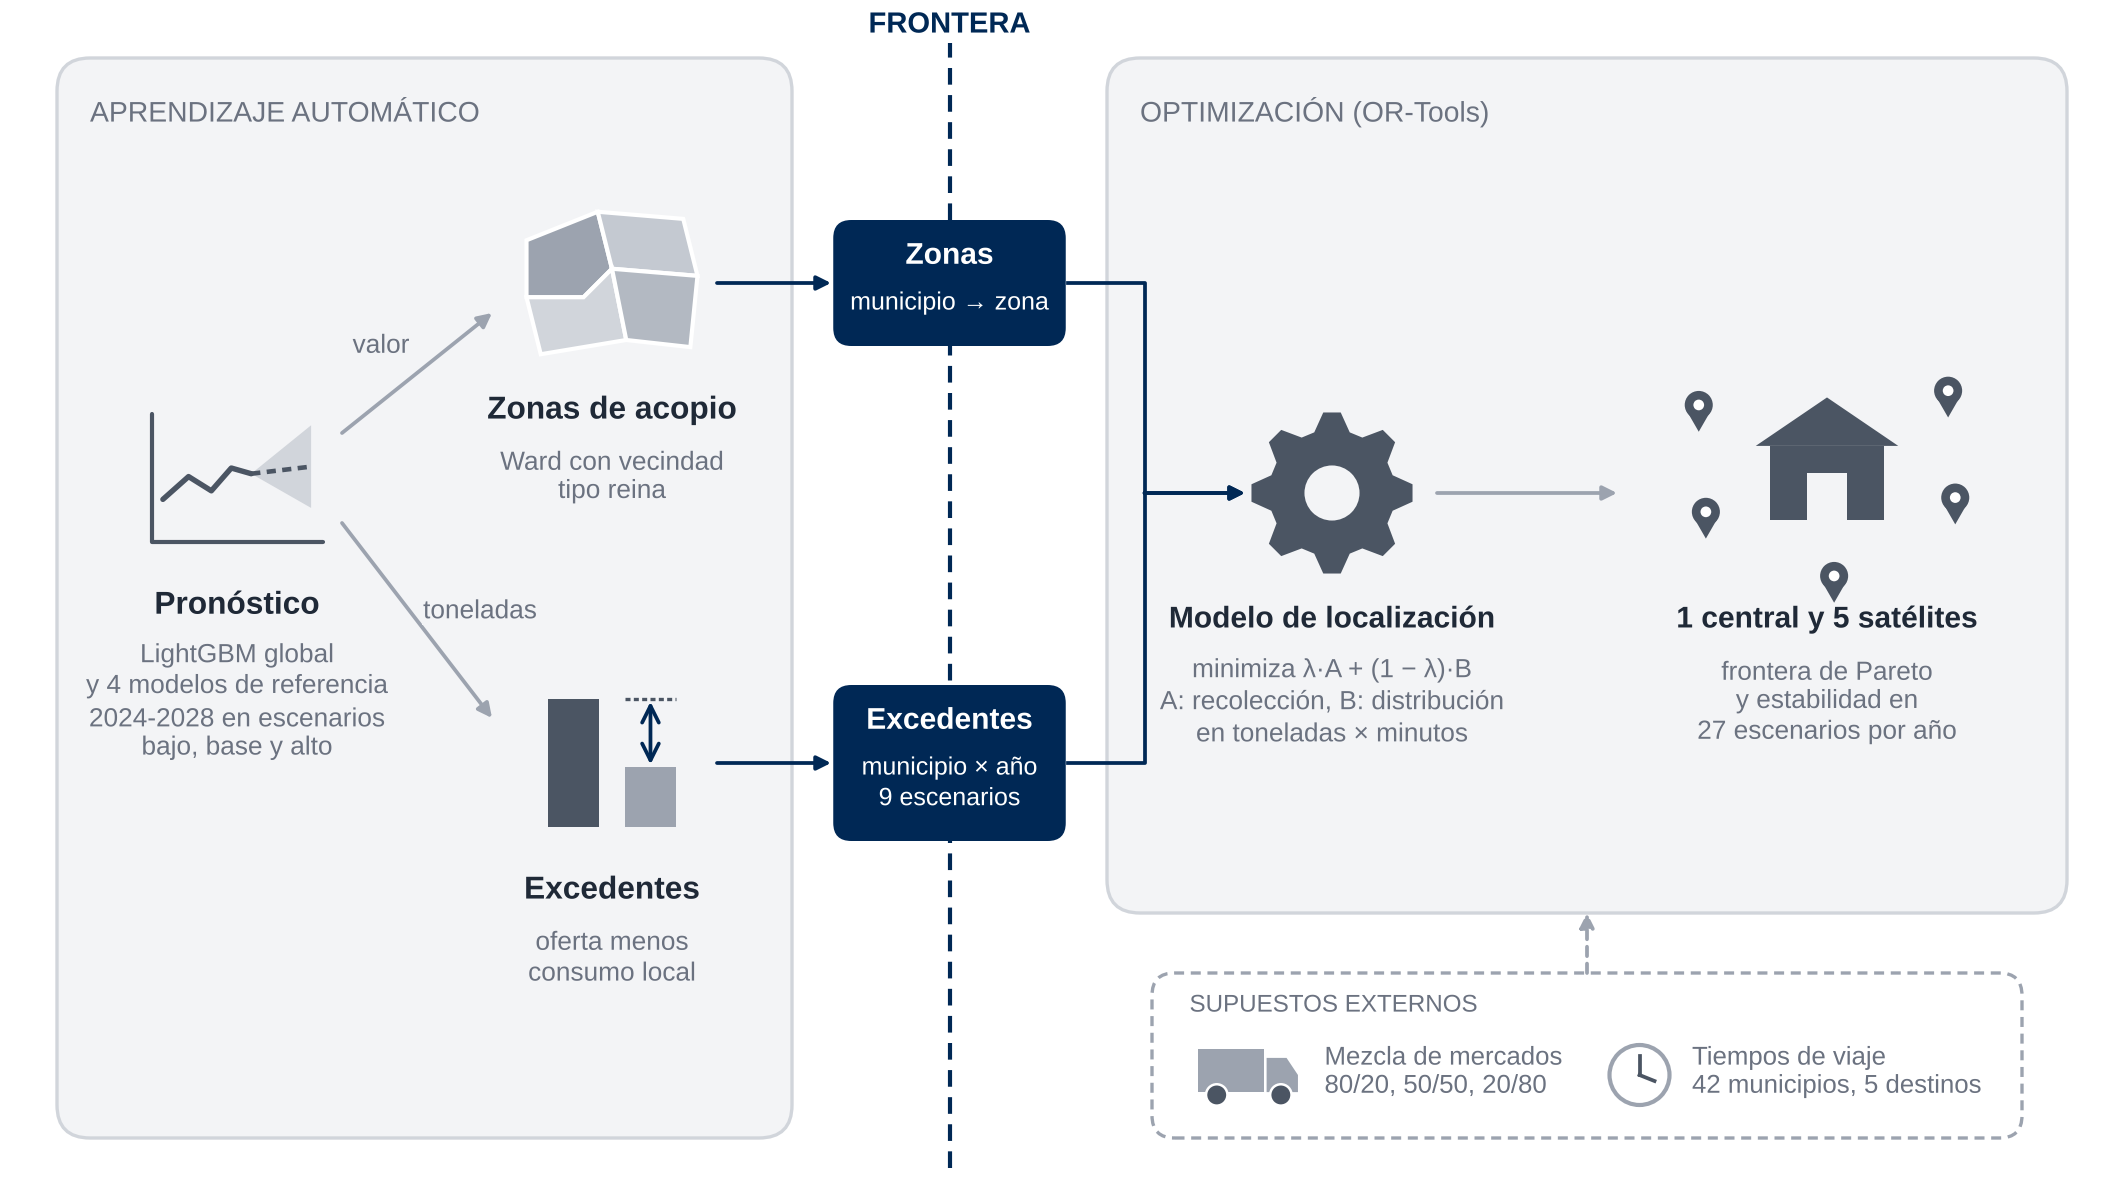 FRONTERA
APRENDIZAJE AUTOMÁTICO
valor
Zonas de acopio
Ward con vecindad
tipo reina
Pronóstico
LightGBM global
y 4 modelos de referencia
2024-2028 en escenarios
bajo, base y alto
toneladas
Excedentes
oferta menos
consumo local
Zonas
municipio → zona
Excedentes
municipio × año
9 escenarios
OPTIMIZACIÓN (OR-Tools)
Modelo de localización
minimiza λ·A + (1 − λ)·B
A: recolección, B: distribución
en toneladas × minutos
1 central y 5 satélites
frontera de Pareto
y estabilidad en
27 escenarios por año
SUPUESTOS EXTERNOS
Mezcla de mercados
80/20, 50/50, 20/80
Tiempos de viaje
42 municipios, 5 destinos